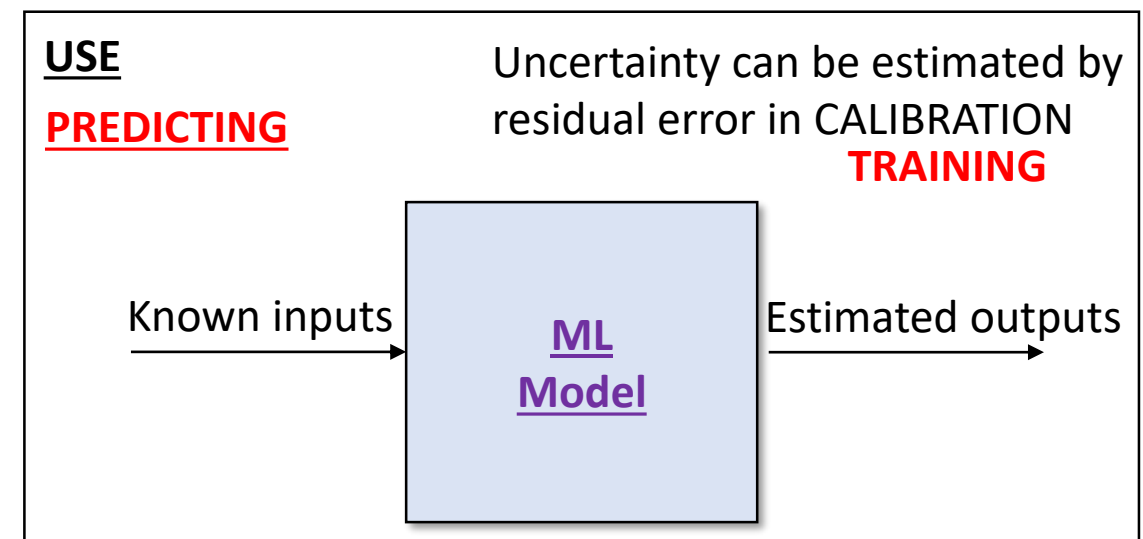 USE
PREDICTING
Uncertainty can be estimated by
residual error in CALIBRATION
TRAINING
Known inputs
ML
Model
Estimated outputs